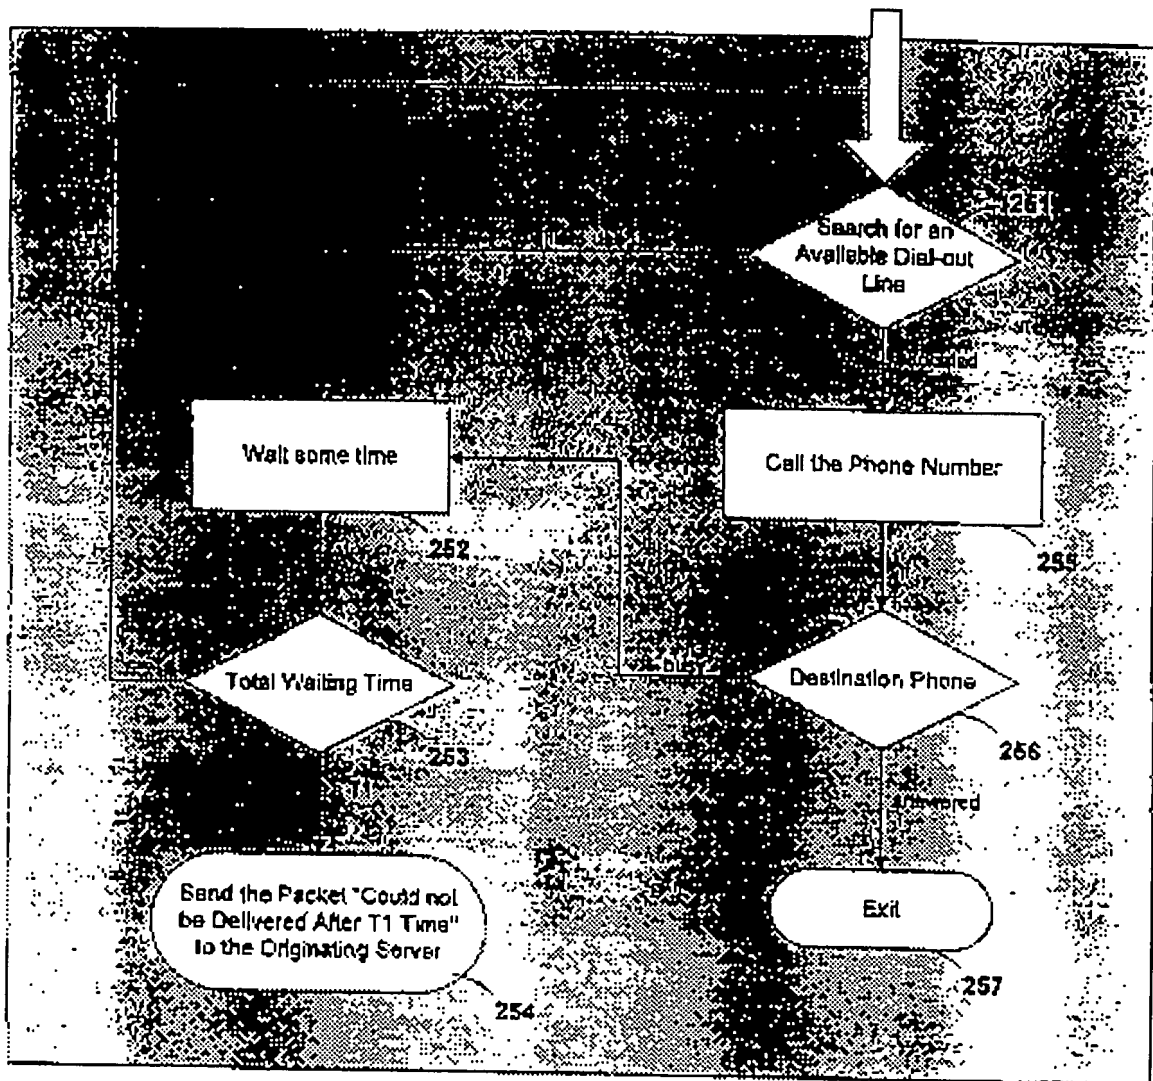 251
Search for an
Available Dial-out
Line
Wait some time
252
Call the Phone Number
255
Total Waiting Time
253
T1
busy
Destination Phone
256
answered
Send the Packet "Could not
be Delivered After T1 Time"
to the Originating Server
254
Exit
257